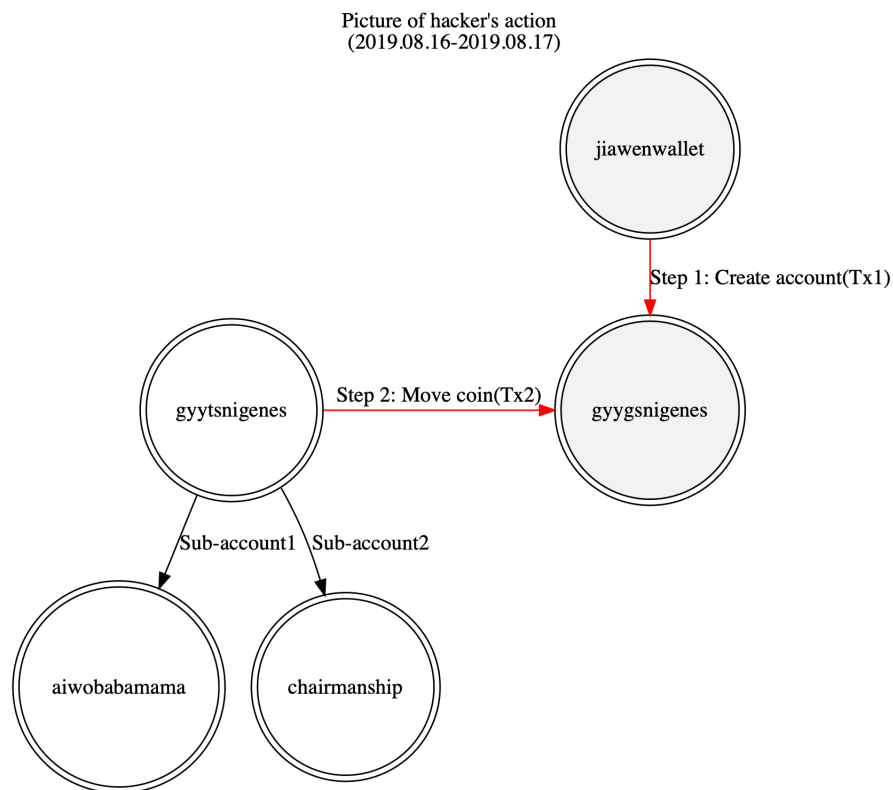 Picture of hacker's action
(2019.08.16-2019.08.17)
jiawenwallet
Step 1: Create account(Tx1)
gyytsnigenes
Step 2: Move coin(Tx2)
gyygsnigenes
Sub-account1
Sub-account2
aiwobabamama
chairmanship